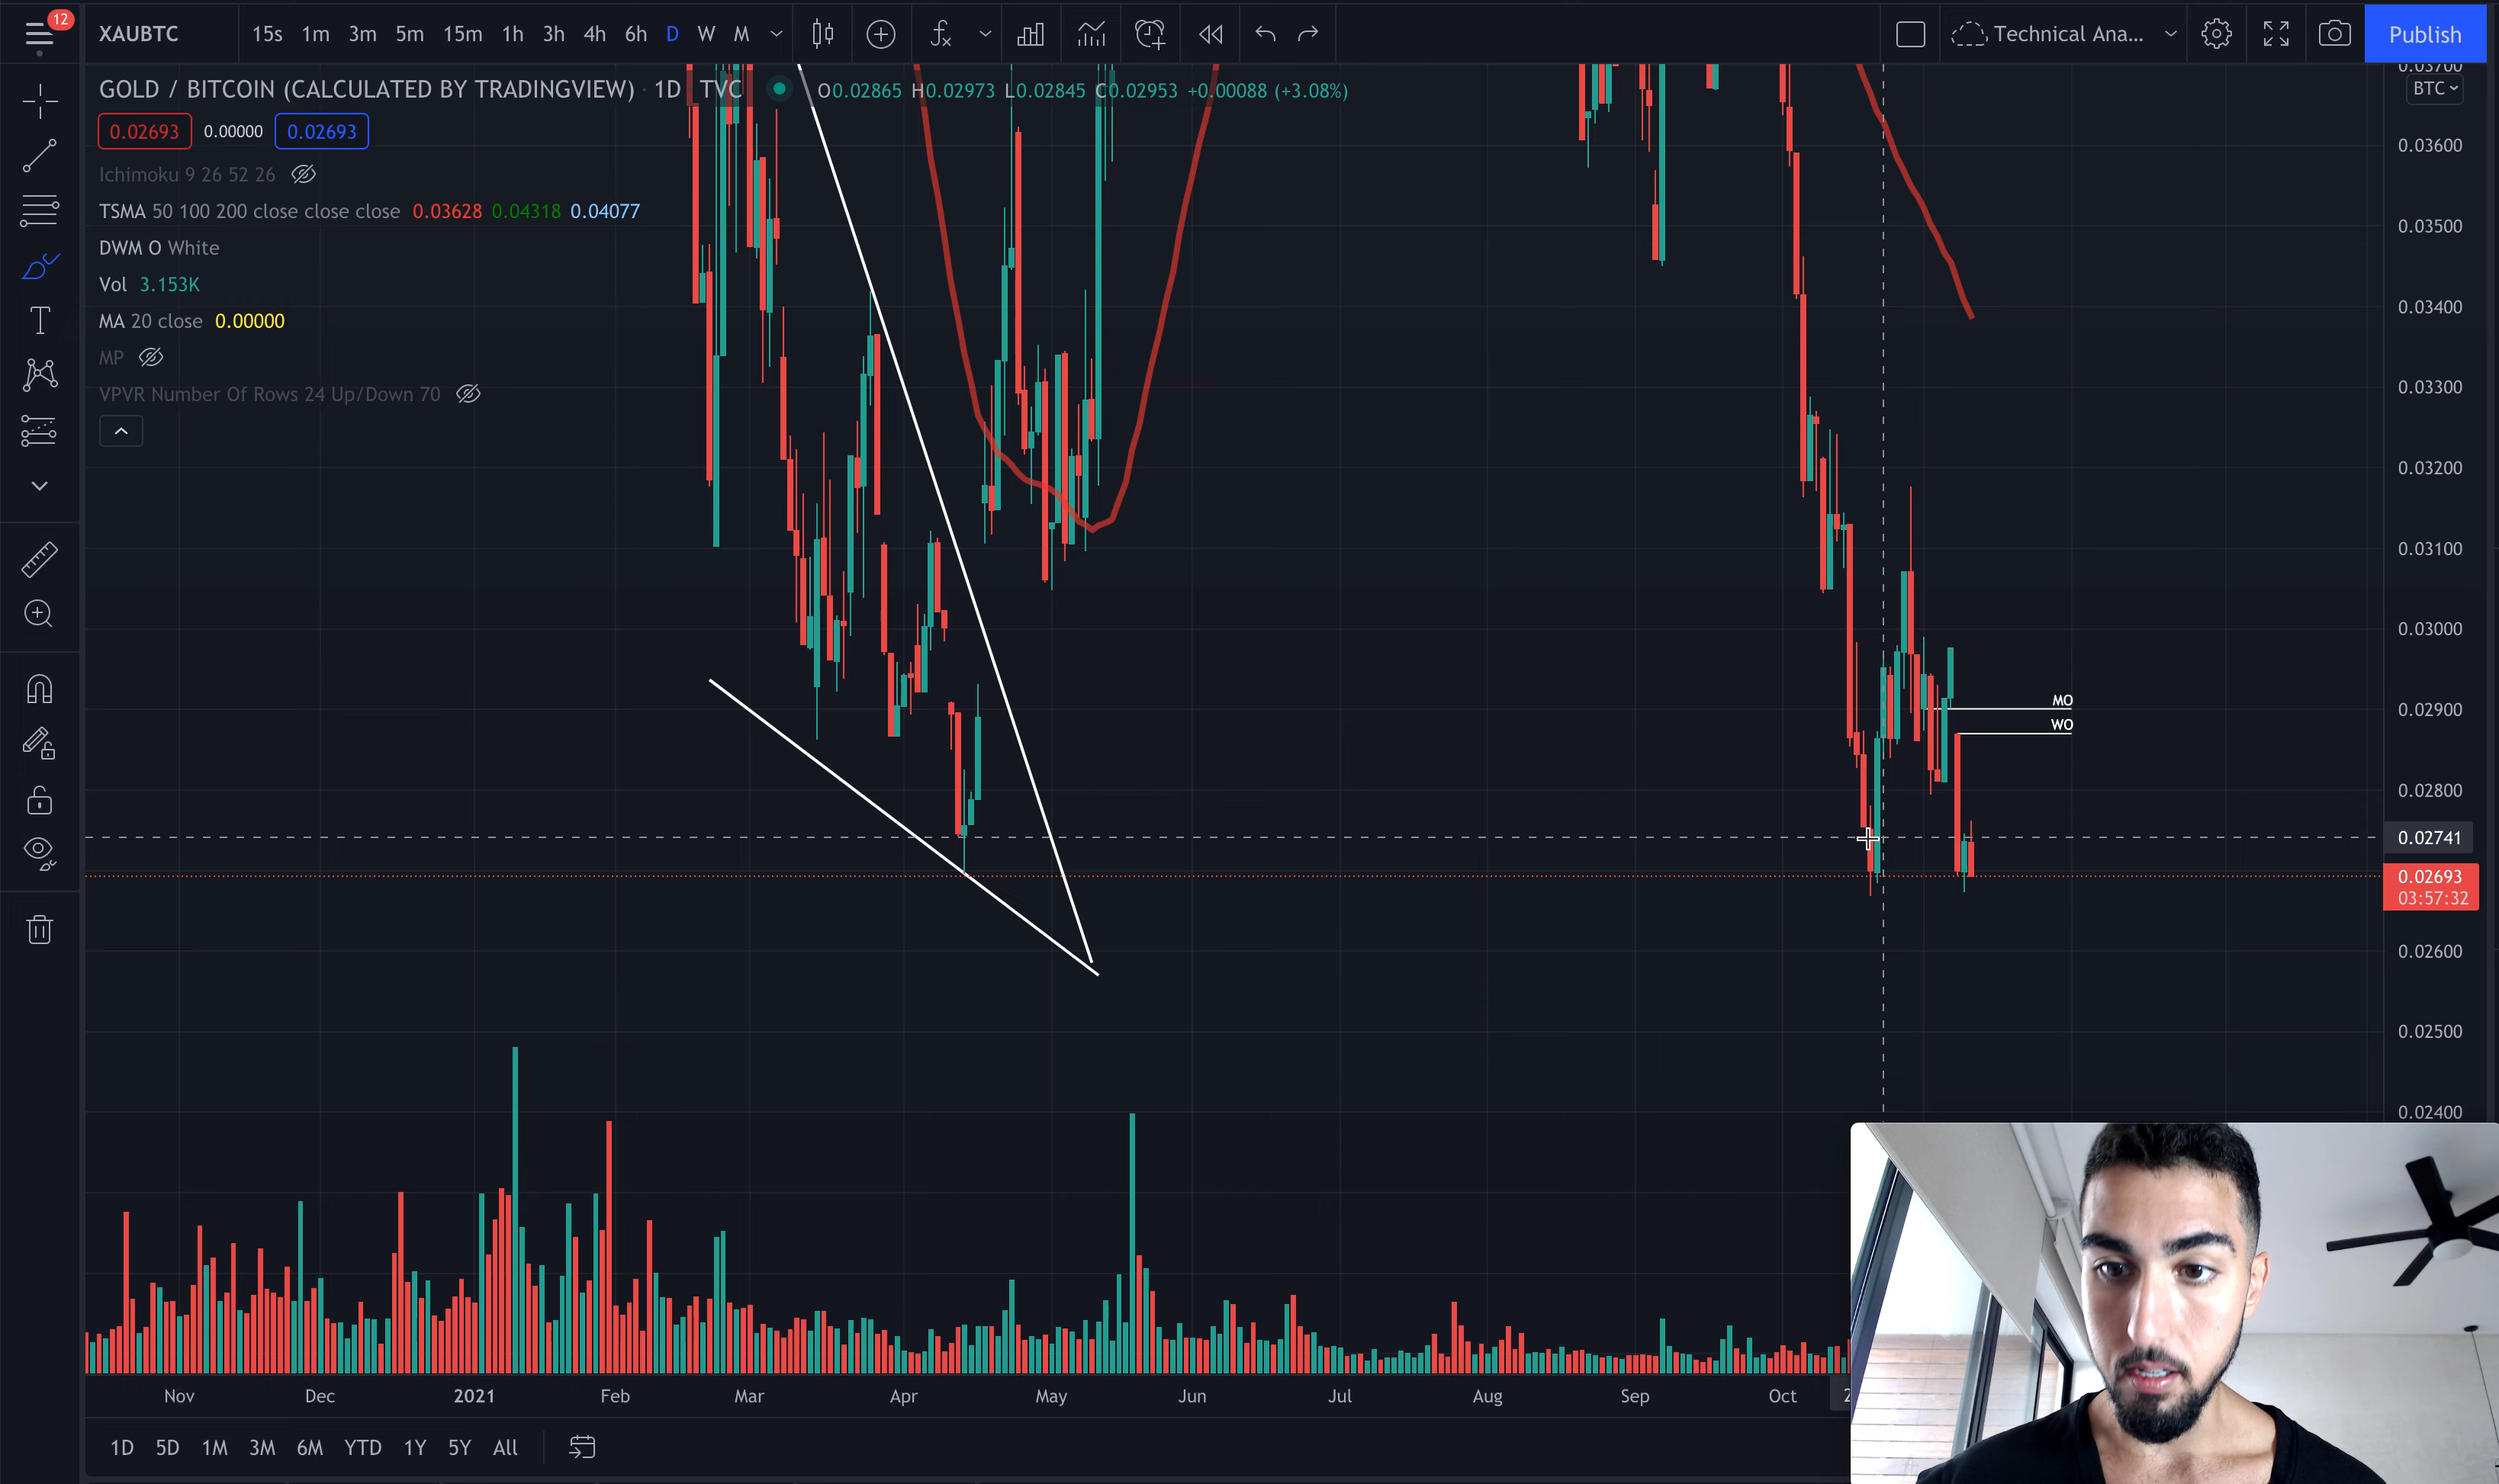 12
XAUBTC 15s 1m 3m 5m 15m 1h 3h 4h 6h D W M Technical Ana... Publish
GOLD / BITCOIN (CALCULATED BY TRADINGVIEW) · 1D · TVC O0.02865 H0.02973 L0.02845 C0.02953 +0.00088 (+3.08%)
0.02693 0.00000 0.02693
Ichimoku 9 26 52 26
TSMA 50 100 200 close close close 0.03628 0.04318 0.04077
DWM O White
Vol 3.153K
MA 20 close 0.00000
MP
VPVR Number Of Rows 24 Up/Down 70
0.03700
BTC
0.03600
0.03500
0.03400
0.03300
0.03200
0.03100
0.03000
MO
0.02900
WO
0.02800
0.02741
0.02693
03:57:32
0.02600
0.02500
0.02400
Nov Dec 2021 Feb Mar Apr May Jun Jul Aug Sep Oct
1D 5D 1M 3M 6M YTD 1Y 5Y All